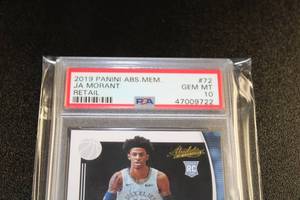 2019 PANINI ABS.MEM. #72
JA MORANT GEM MT
RETAIL 10
PSA 47009722
Absolute
RC